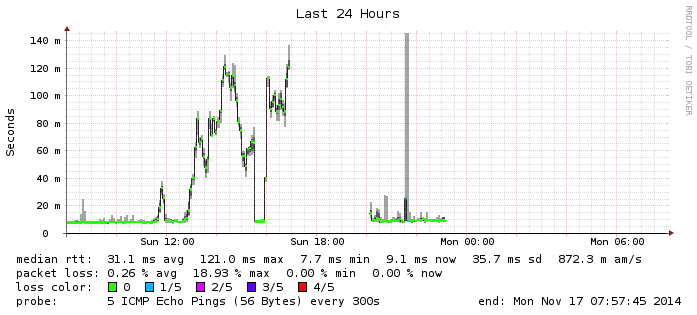 Last 24 Hours
RRDTOOL / TOBI OETIKER
Seconds
140 m
120 m
100 m
80 m
60 m
40 m
20 m
0
Sun 12:00 Sun 18:00 Mon 00:00 Mon 06:00
median rtt: 31.1 ms avg 121.0 ms max 7.7 ms min 9.1 ms now 35.7 ms sd 872.3 m am/s
packet loss: 0.26 % avg 18.93 % max 0.00 % min 0.00 % now
loss color: 0 1/5 2/5 3/5 4/5
probe: 5 ICMP Echo Pings (56 Bytes) every 300s end: Mon Nov 17 07:57:45 2014